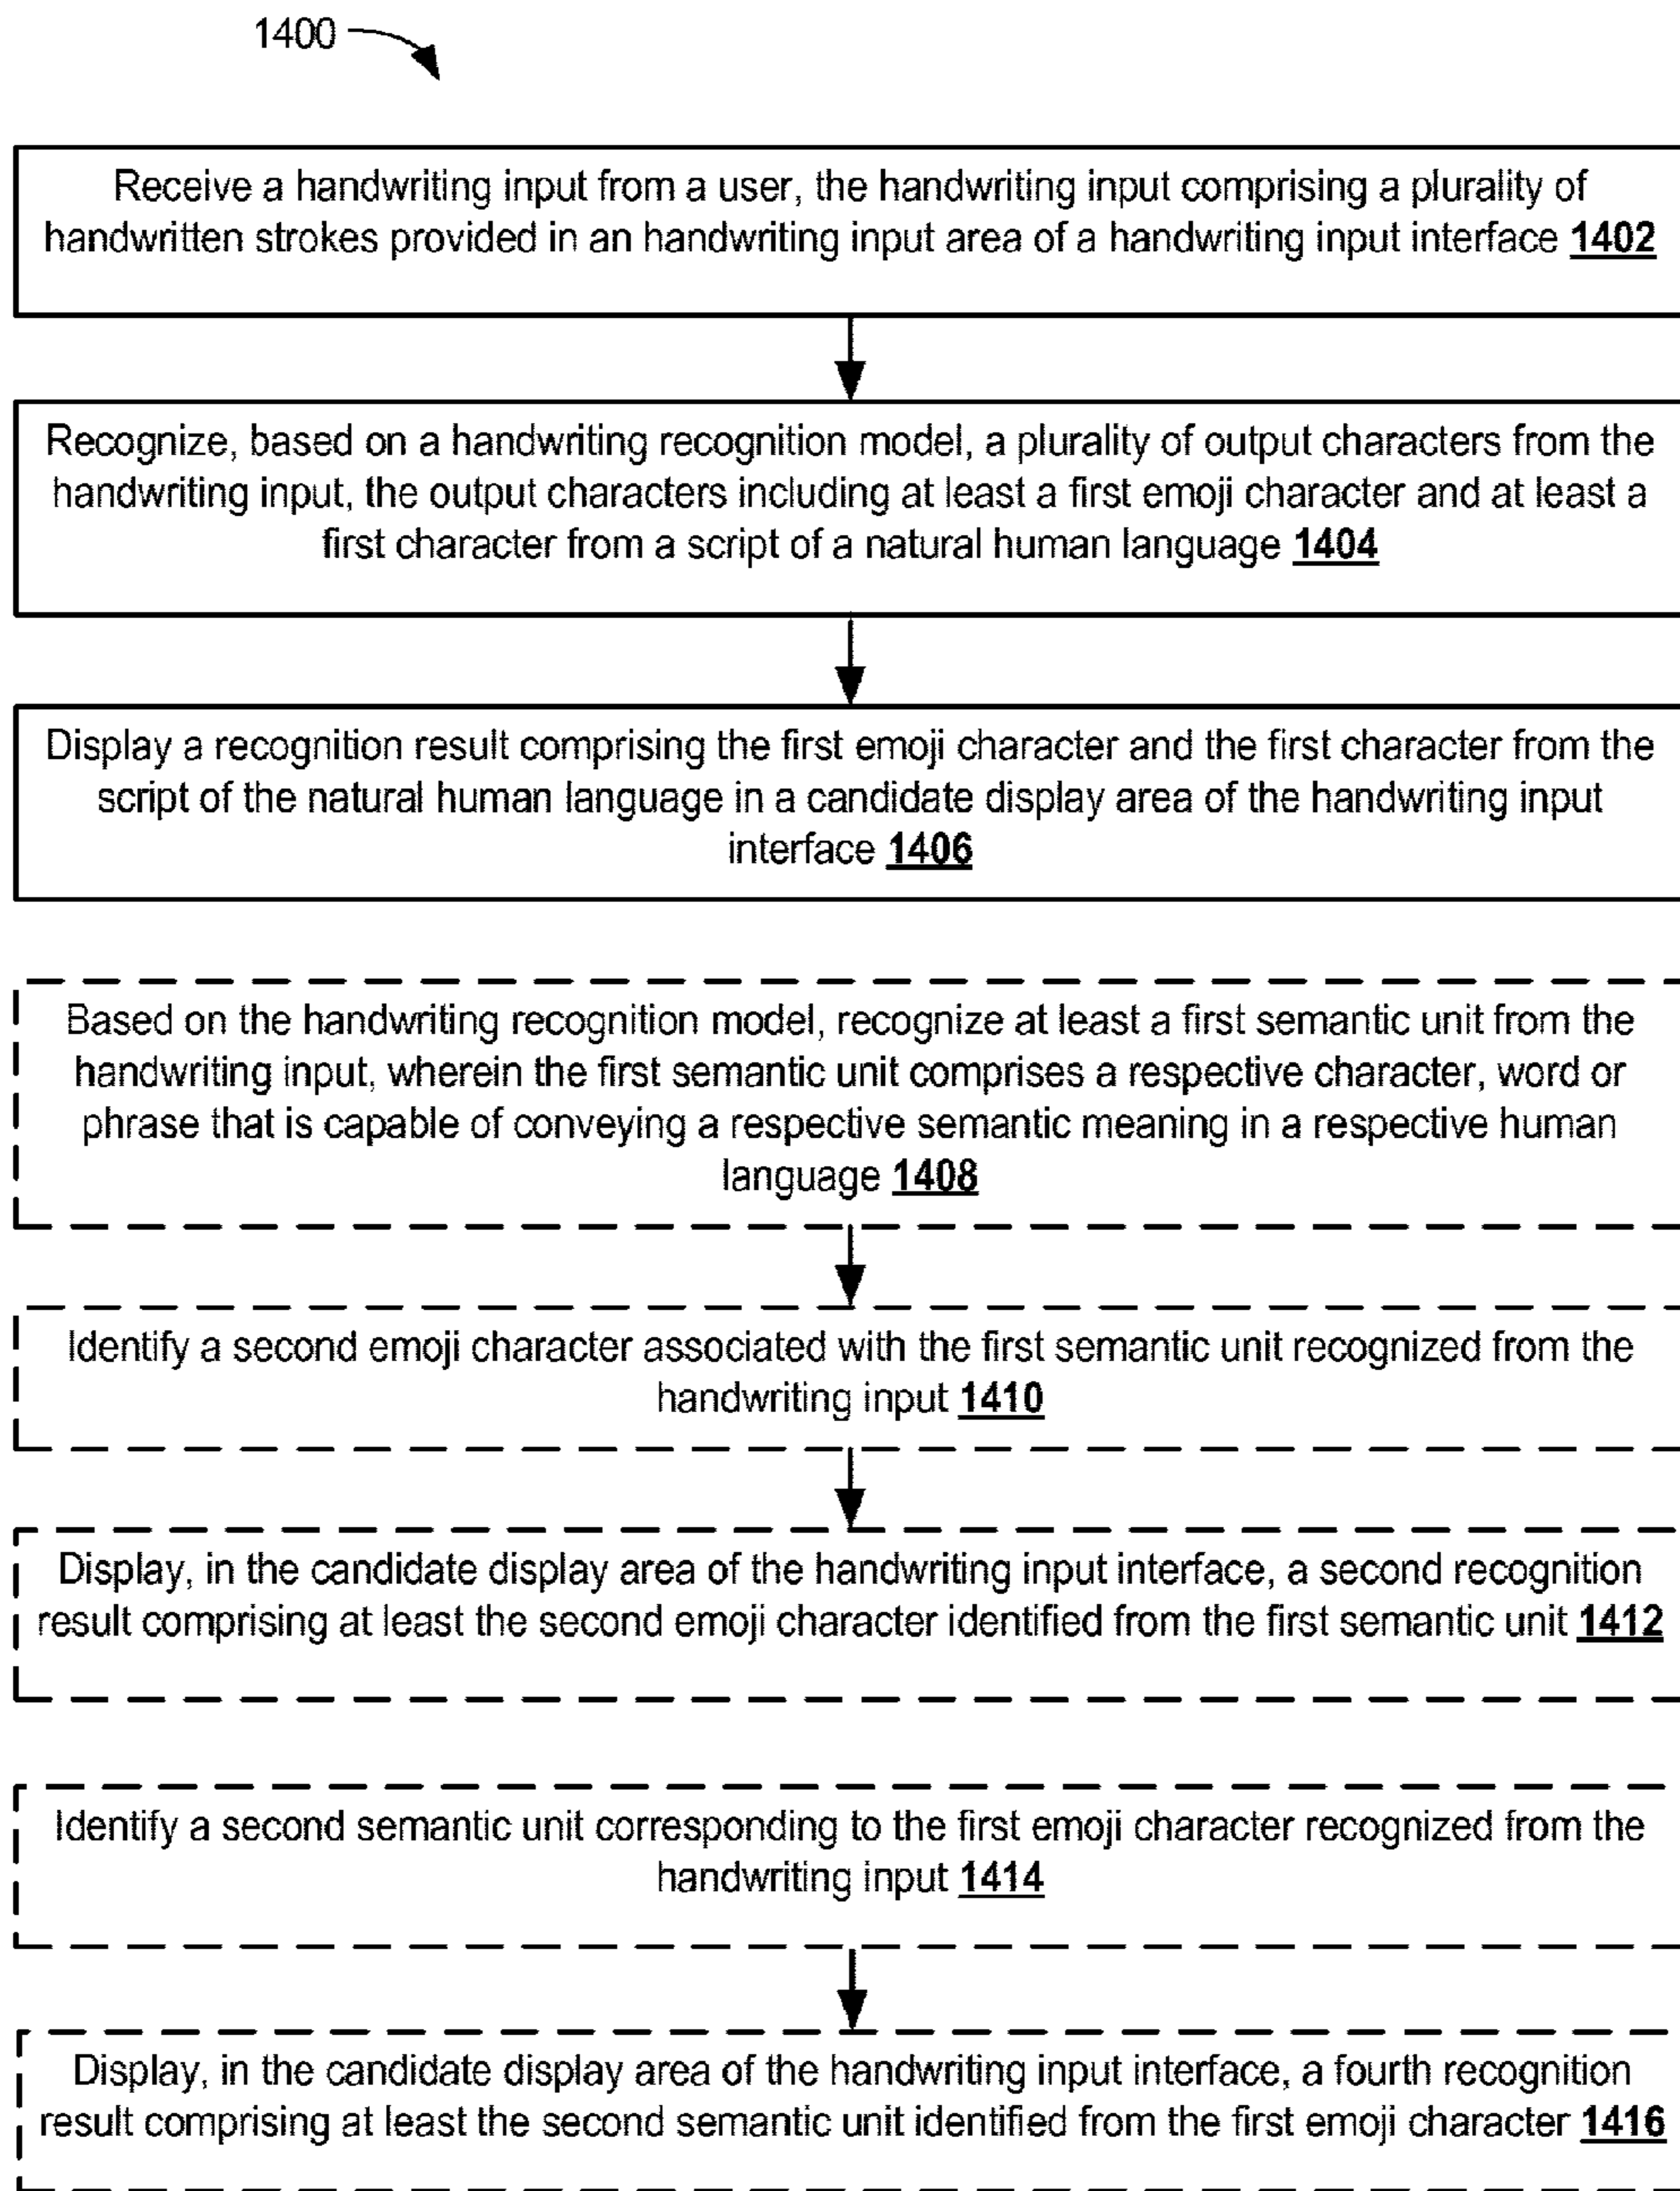 1400
Receive a handwriting input from a user, the handwriting input comprising a plurality of
handwritten strokes provided in an handwriting input area of a handwriting input interface 1402
Recognize, based on a handwriting recognition model, a plurality of output characters from the
handwriting input, the output characters including at least a first emoji character and at least a
first character from a script of a natural human language 1404
Display a recognition result comprising the first emoji character and the first character from the
script of the natural human language in a candidate display area of the handwriting input
interface 1406
Based on the handwriting recognition model, recognize at least a first semantic unit from the
handwriting input, wherein the first semantic unit comprises a respective character, word or
phrase that is capable of conveying a respective semantic meaning in a respective human
language 1408
Identify a second emoji character associated with the first semantic unit recognized from the
handwriting input 1410
Display, in the candidate display area of the handwriting input interface, a second recognition
result comprising at least the second emoji character identified from the first semantic unit 1412
Identify a second semantic unit corresponding to the first emoji character recognized from the
handwriting input 1414
Display, in the candidate display area of the handwriting input interface, a fourth recognition
result comprising at least the second semantic unit identified from the first emoji character 1416